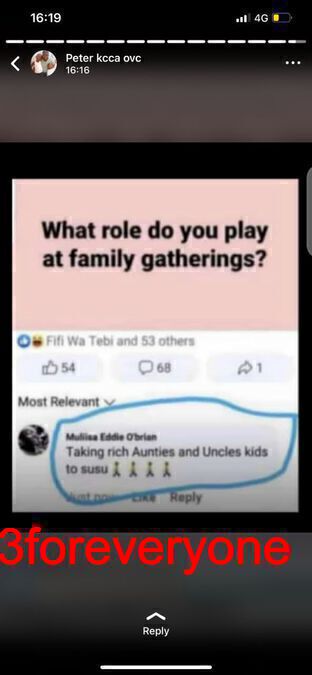 16:19
4G
Peter kcca ovc
16:16
What role do you play
at family gatherings?
Fifi Wa Tebi and 53 others
54
68
1
Most Relevant
Muliisa Eddie O'brian
Taking rich Aunties and Uncles kids
to susu 🚶🚶🚶🚶
Just now Like Reply
3foreveryone
Reply